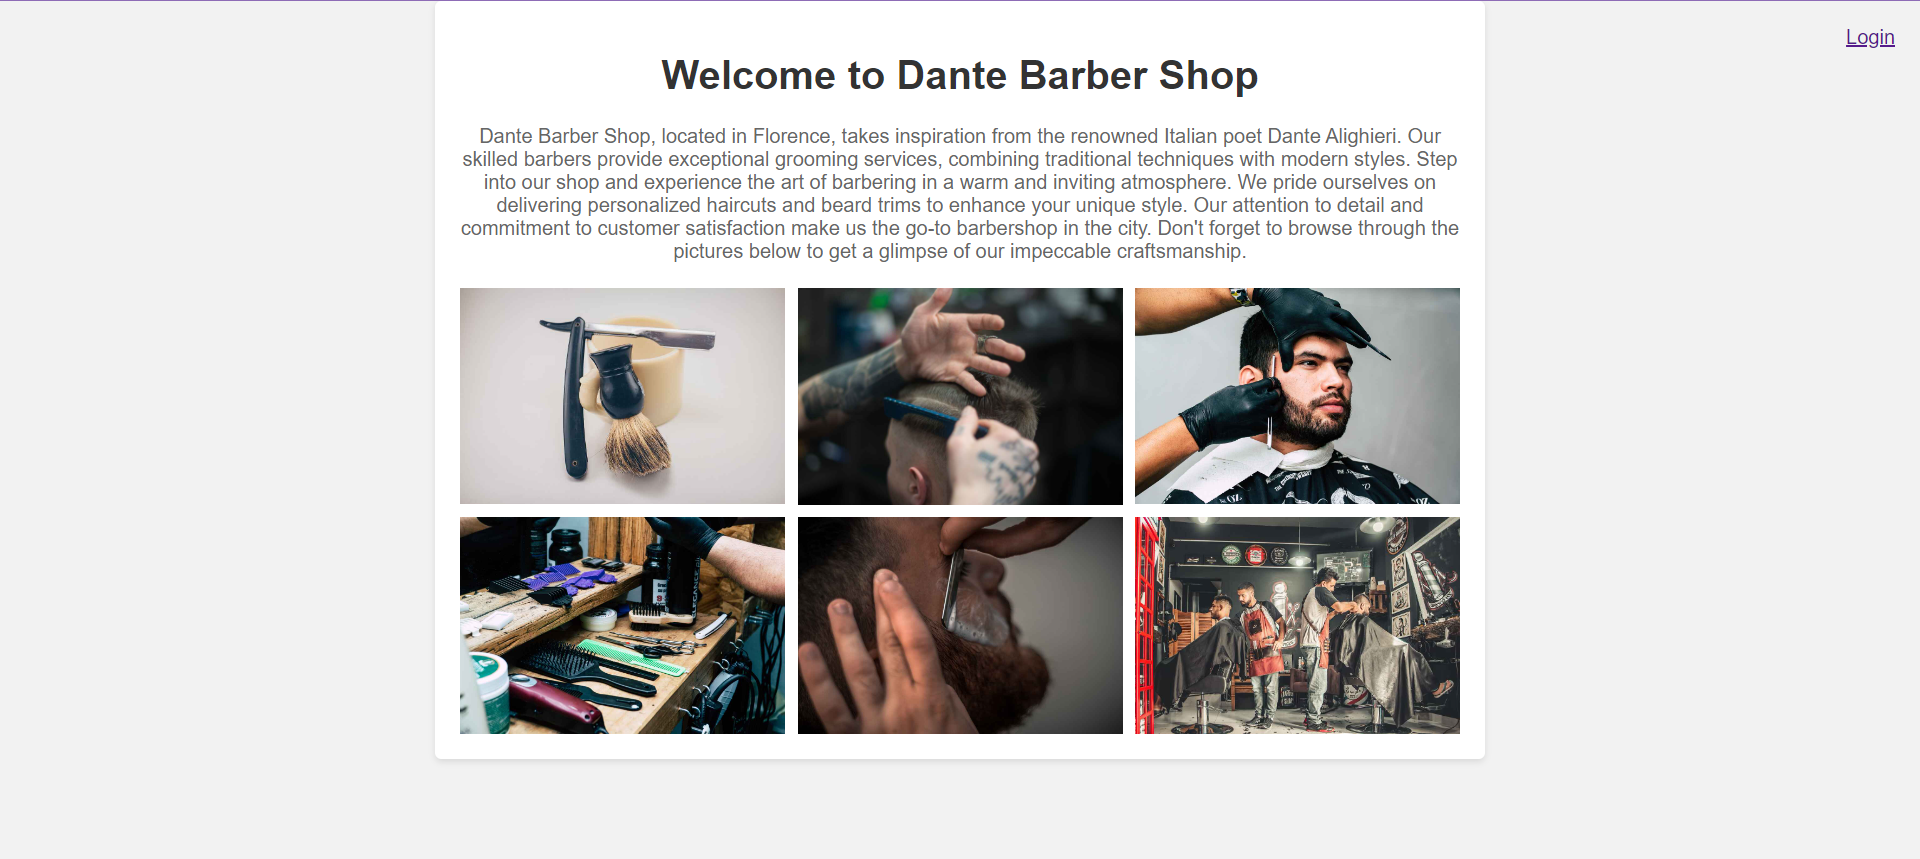 Login
Welcome to Dante Barber Shop
Dante Barber Shop, located in Florence, takes inspiration from the renowned Italian poet Dante Alighieri. Our
skilled barbers provide exceptional grooming services, combining traditional techniques with modern styles. Step
into our shop and experience the art of barbering in a warm and inviting atmosphere. We pride ourselves on
delivering personalized haircuts and beard trims to enhance your unique style. Our attention to detail and
commitment to customer satisfaction make us the go-to barbershop in the city. Don't forget to browse through the
pictures below to get a glimpse of our impeccable craftsmanship.